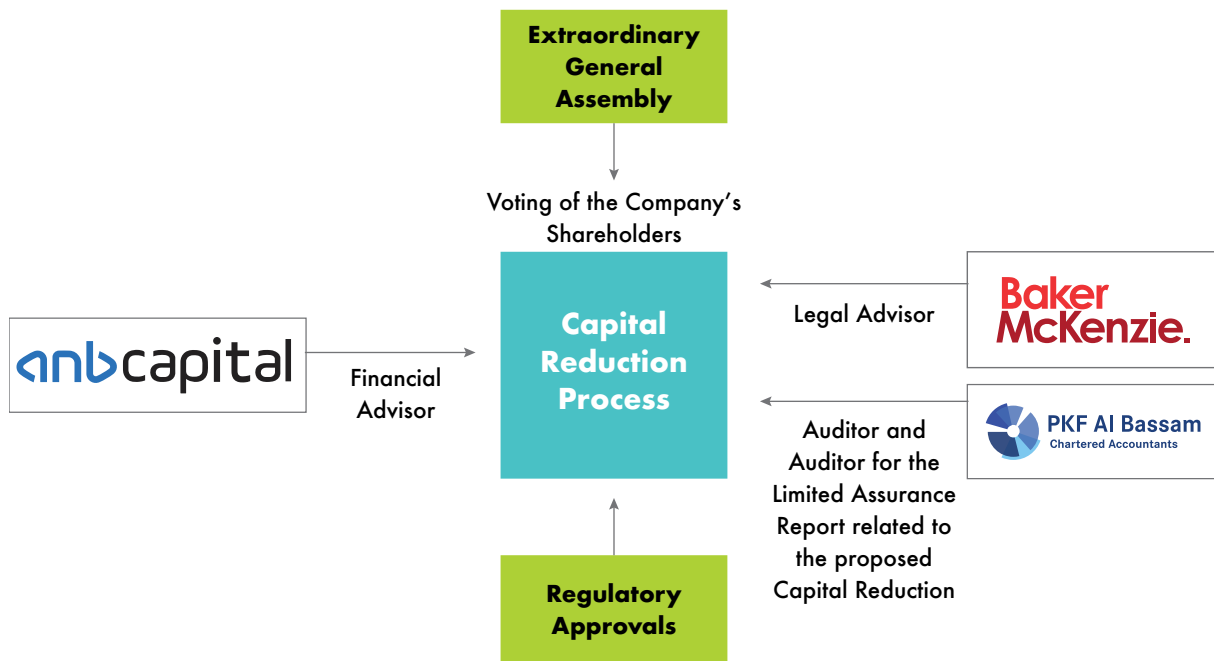 Extraordinary
General
Assembly
Voting of the Company's
Shareholders
anbcapital
Financial
Advisor
Capital
Reduction
Process
Legal Advisor
Baker
McKenzie.
Auditor and
Auditor for the
Limited Assurance
Report related to
the proposed
Capital Reduction
PKF Al Bassam
Chartered Accountants
Regulatory
Approvals